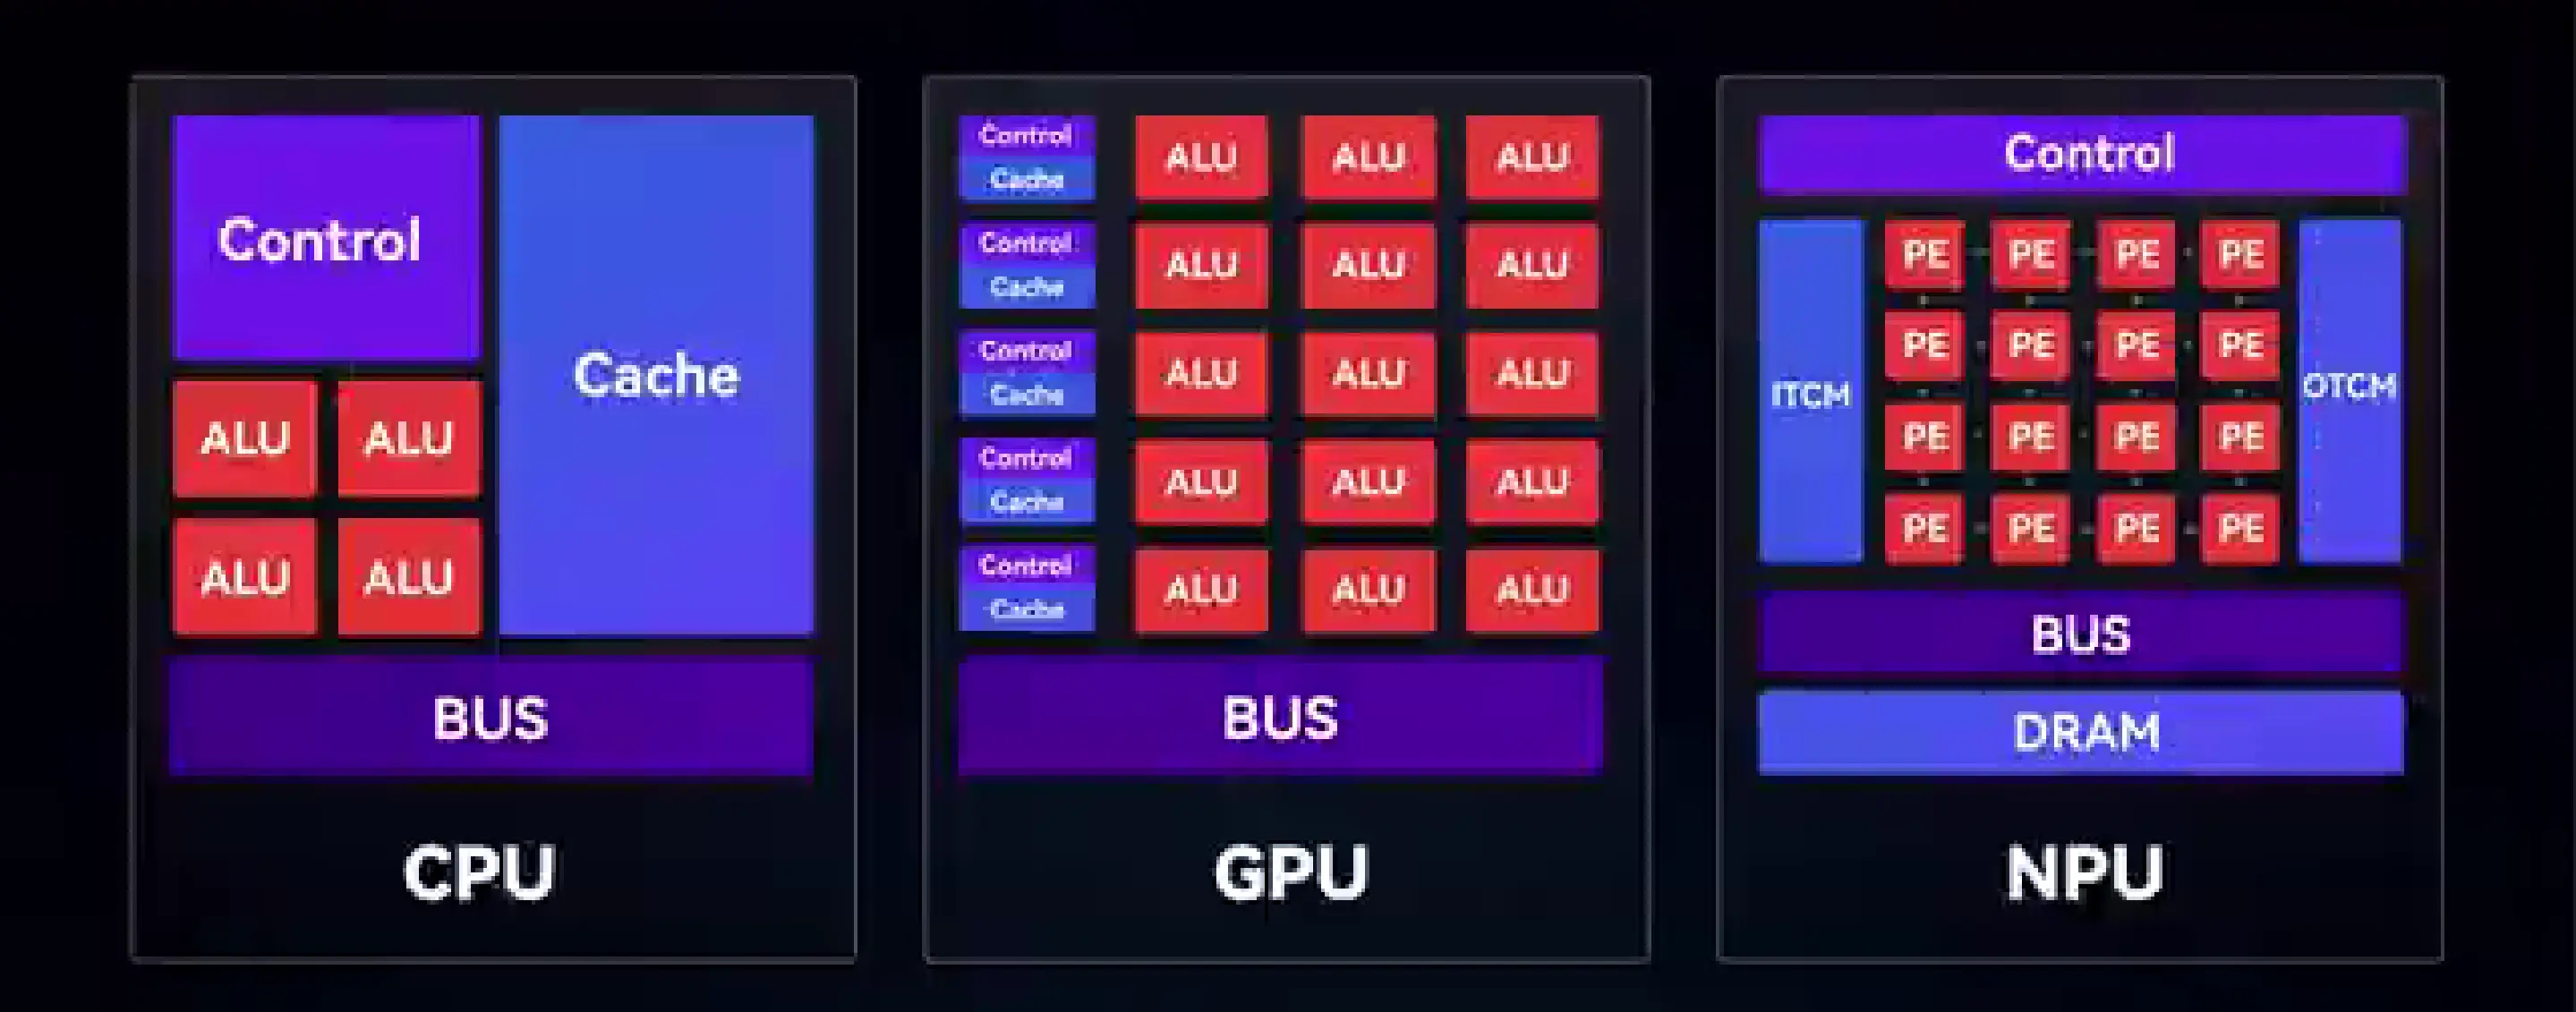 Control
Cache
ALU ALU
ALU ALU
BUS
CPU
Control
Cache
ALU ALU ALU
Control
Cache
ALU ALU ALU
Control
Cache
ALU ALU ALU
Control
Cache
ALU ALU ALU
Control
Cache
ALU ALU ALU
BUS
GPU
Control
ITCM
PE PE PE PE
PE PE PE PE
PE PE PE PE
PE PE PE PE
OTCM
BUS
DRAM
NPU